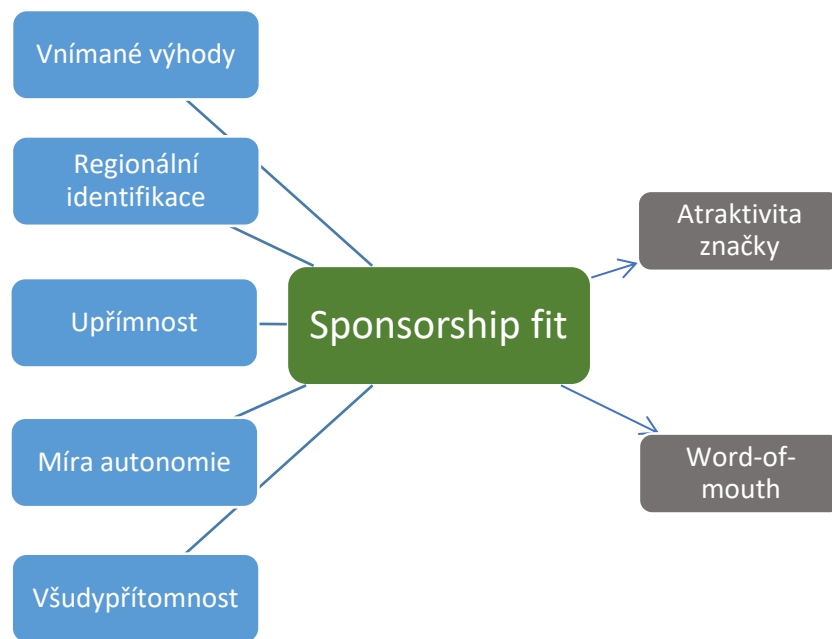 Vnímané výhody
Regionální
identifikace
Upřímnost
Míra autonomie
Všudypřítomnost
Sponsorship fit
Atraktivita
značky
Word-of-
mouth